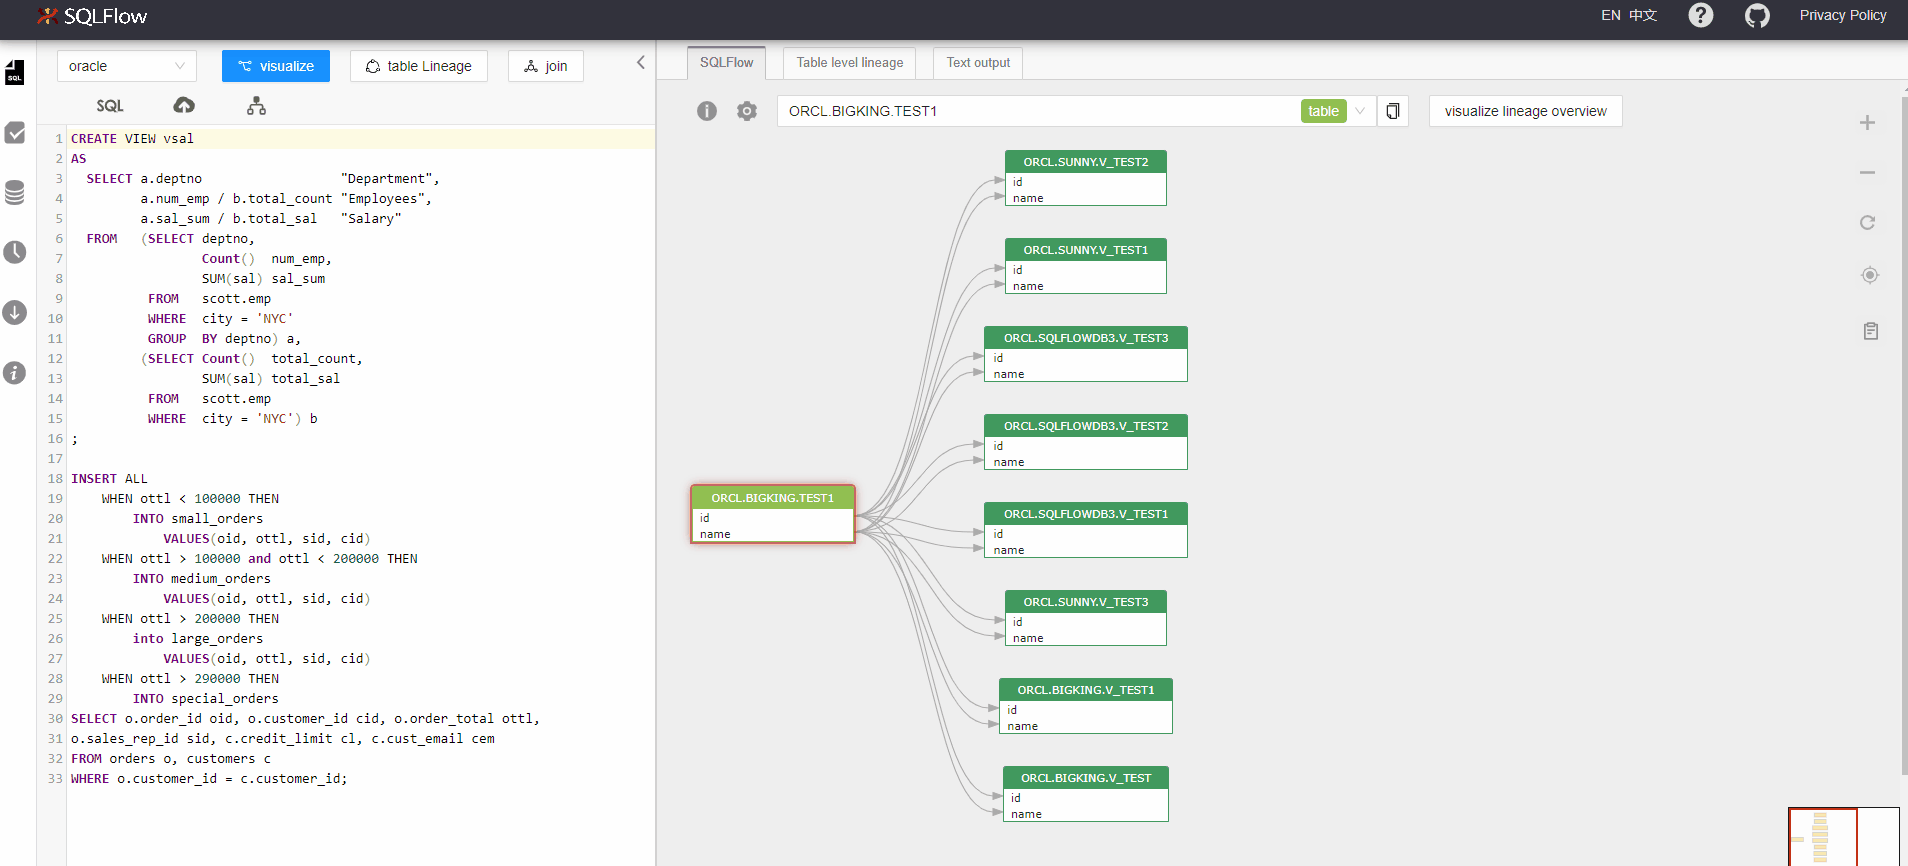 SQLFlow
EN 中文 ? Privacy Policy
SQL
oracle visualize table Lineage join
SQL
1 CREATE VIEW vsal
2 AS
3 SELECT a.deptno "Department",
4 a.num_emp / b.total_count "Employees",
5 a.sal_sum / b.total_sal "Salary"
6 FROM (SELECT deptno,
7 Count() num_emp,
8 SUM(sal) sal_sum
9 FROM scott.emp
10 WHERE city = 'NYC'
11 GROUP BY deptno) a,
12 (SELECT Count() total_count,
13 SUM(sal) total_sal
14 FROM scott.emp
15 WHERE city = 'NYC') b
16 ;
17
18 INSERT ALL
19 WHEN ottl < 100000 THEN
20 INTO small_orders
21 VALUES(oid, ottl, sid, cid)
22 WHEN ottl > 100000 and ottl < 200000 THEN
23 INTO medium_orders
24 VALUES(oid, ottl, sid, cid)
25 WHEN ottl > 200000 THEN
26 into large_orders
27 VALUES(oid, ottl, sid, cid)
28 WHEN ottl > 290000 THEN
29 INTO special_orders
30 SELECT o.order_id oid, o.customer_id cid, o.order_total ottl,
31 o.sales_rep_id sid, c.credit_limit cl, c.cust_email cem
32 FROM orders o, customers c
33 WHERE o.customer_id = c.customer_id;
SQLFlow Table level lineage Text output
ORCL.BIGKING.TEST1 table visualize lineage overview
ORCL.BIGKING.TEST1
id
name
ORCL.SUNNY.V_TEST2
id
name
ORCL.SUNNY.V_TEST1
id
name
ORCL.SQLFLOWDB3.V_TEST3
id
name
ORCL.SQLFLOWDB3.V_TEST2
id
name
ORCL.SQLFLOWDB3.V_TEST1
id
name
ORCL.SUNNY.V_TEST3
id
name
ORCL.BIGKING.V_TEST1
id
name
ORCL.BIGKING.V_TEST
id
name